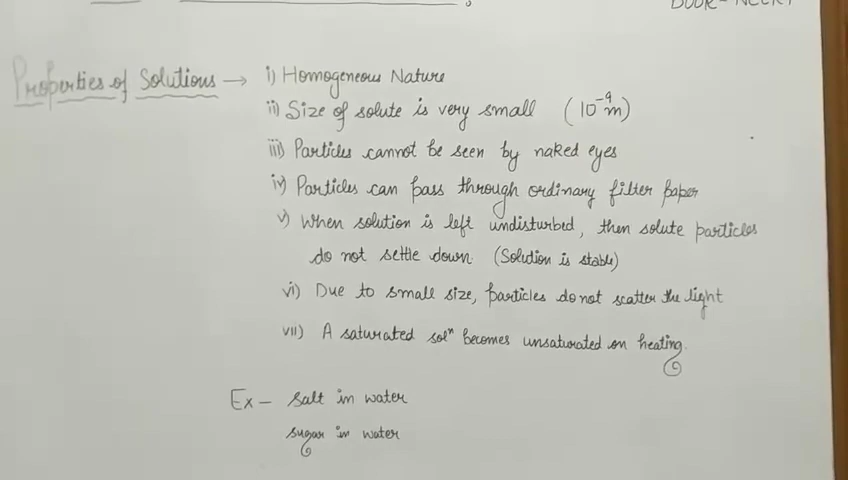 BOOK - NCERT
Properties of Solutions → i) Homogeneous Nature
ii) Size of solute is very small (10⁻⁹m)
iii) Particles cannot be seen by naked eyes
iv) Particles can pass through ordinary filter paper
v) When solution is left undisturbed, then solute particles
do not settle down. (Solution is stable)
vi) Due to small size, particles do not scatter the light
vii) A saturated solⁿ becomes unsaturated on heating.
Ex - Salt in water
sugar in water